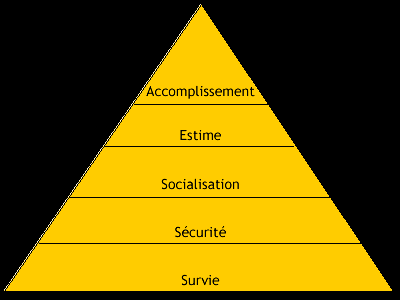 Accomplissement
Estime
Socialisation
Sécurité
Survie